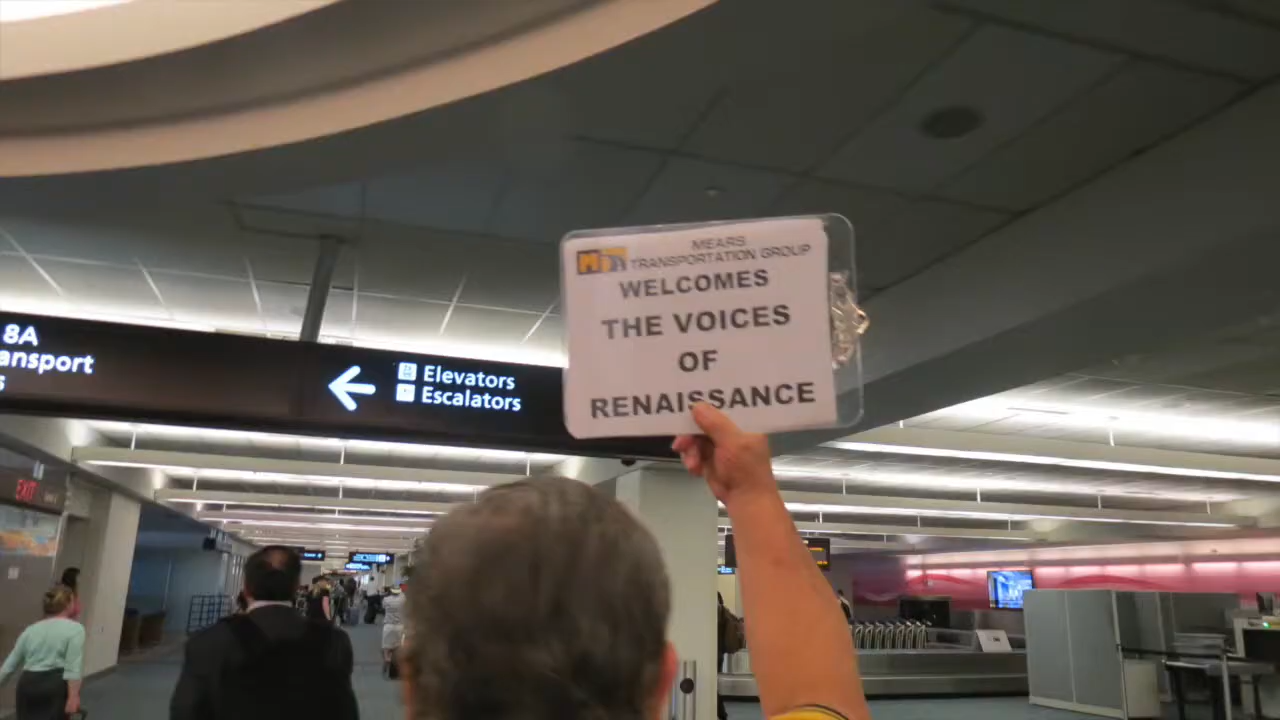 MEARS
TRANSPORTATION GROUP
WELCOMES
THE VOICES
OF
RENAISSANCE
8A
ansport
s
Elevators
Escalators
EXIT